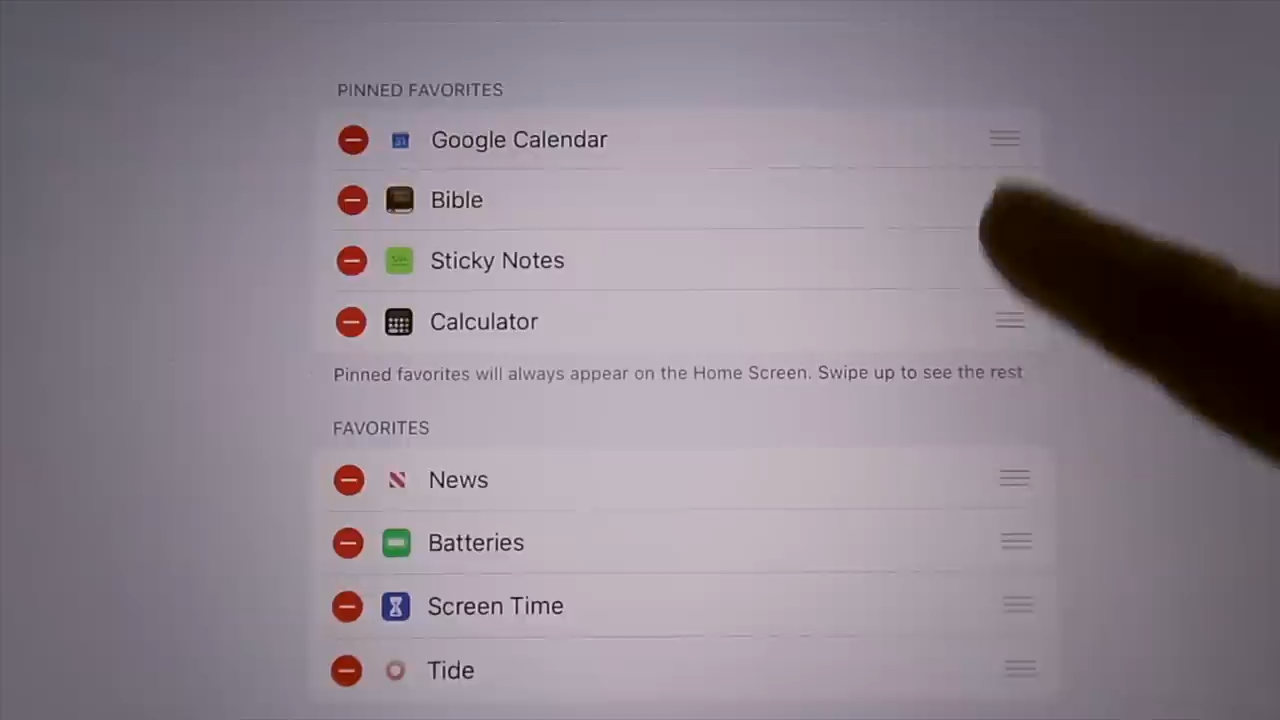 PINNED FAVORITES
Google Calendar
Bible
Sticky Notes
Calculator
Pinned favorites will always appear on the Home Screen. Swipe up to see the rest
FAVORITES
News
Batteries
Screen Time
Tide